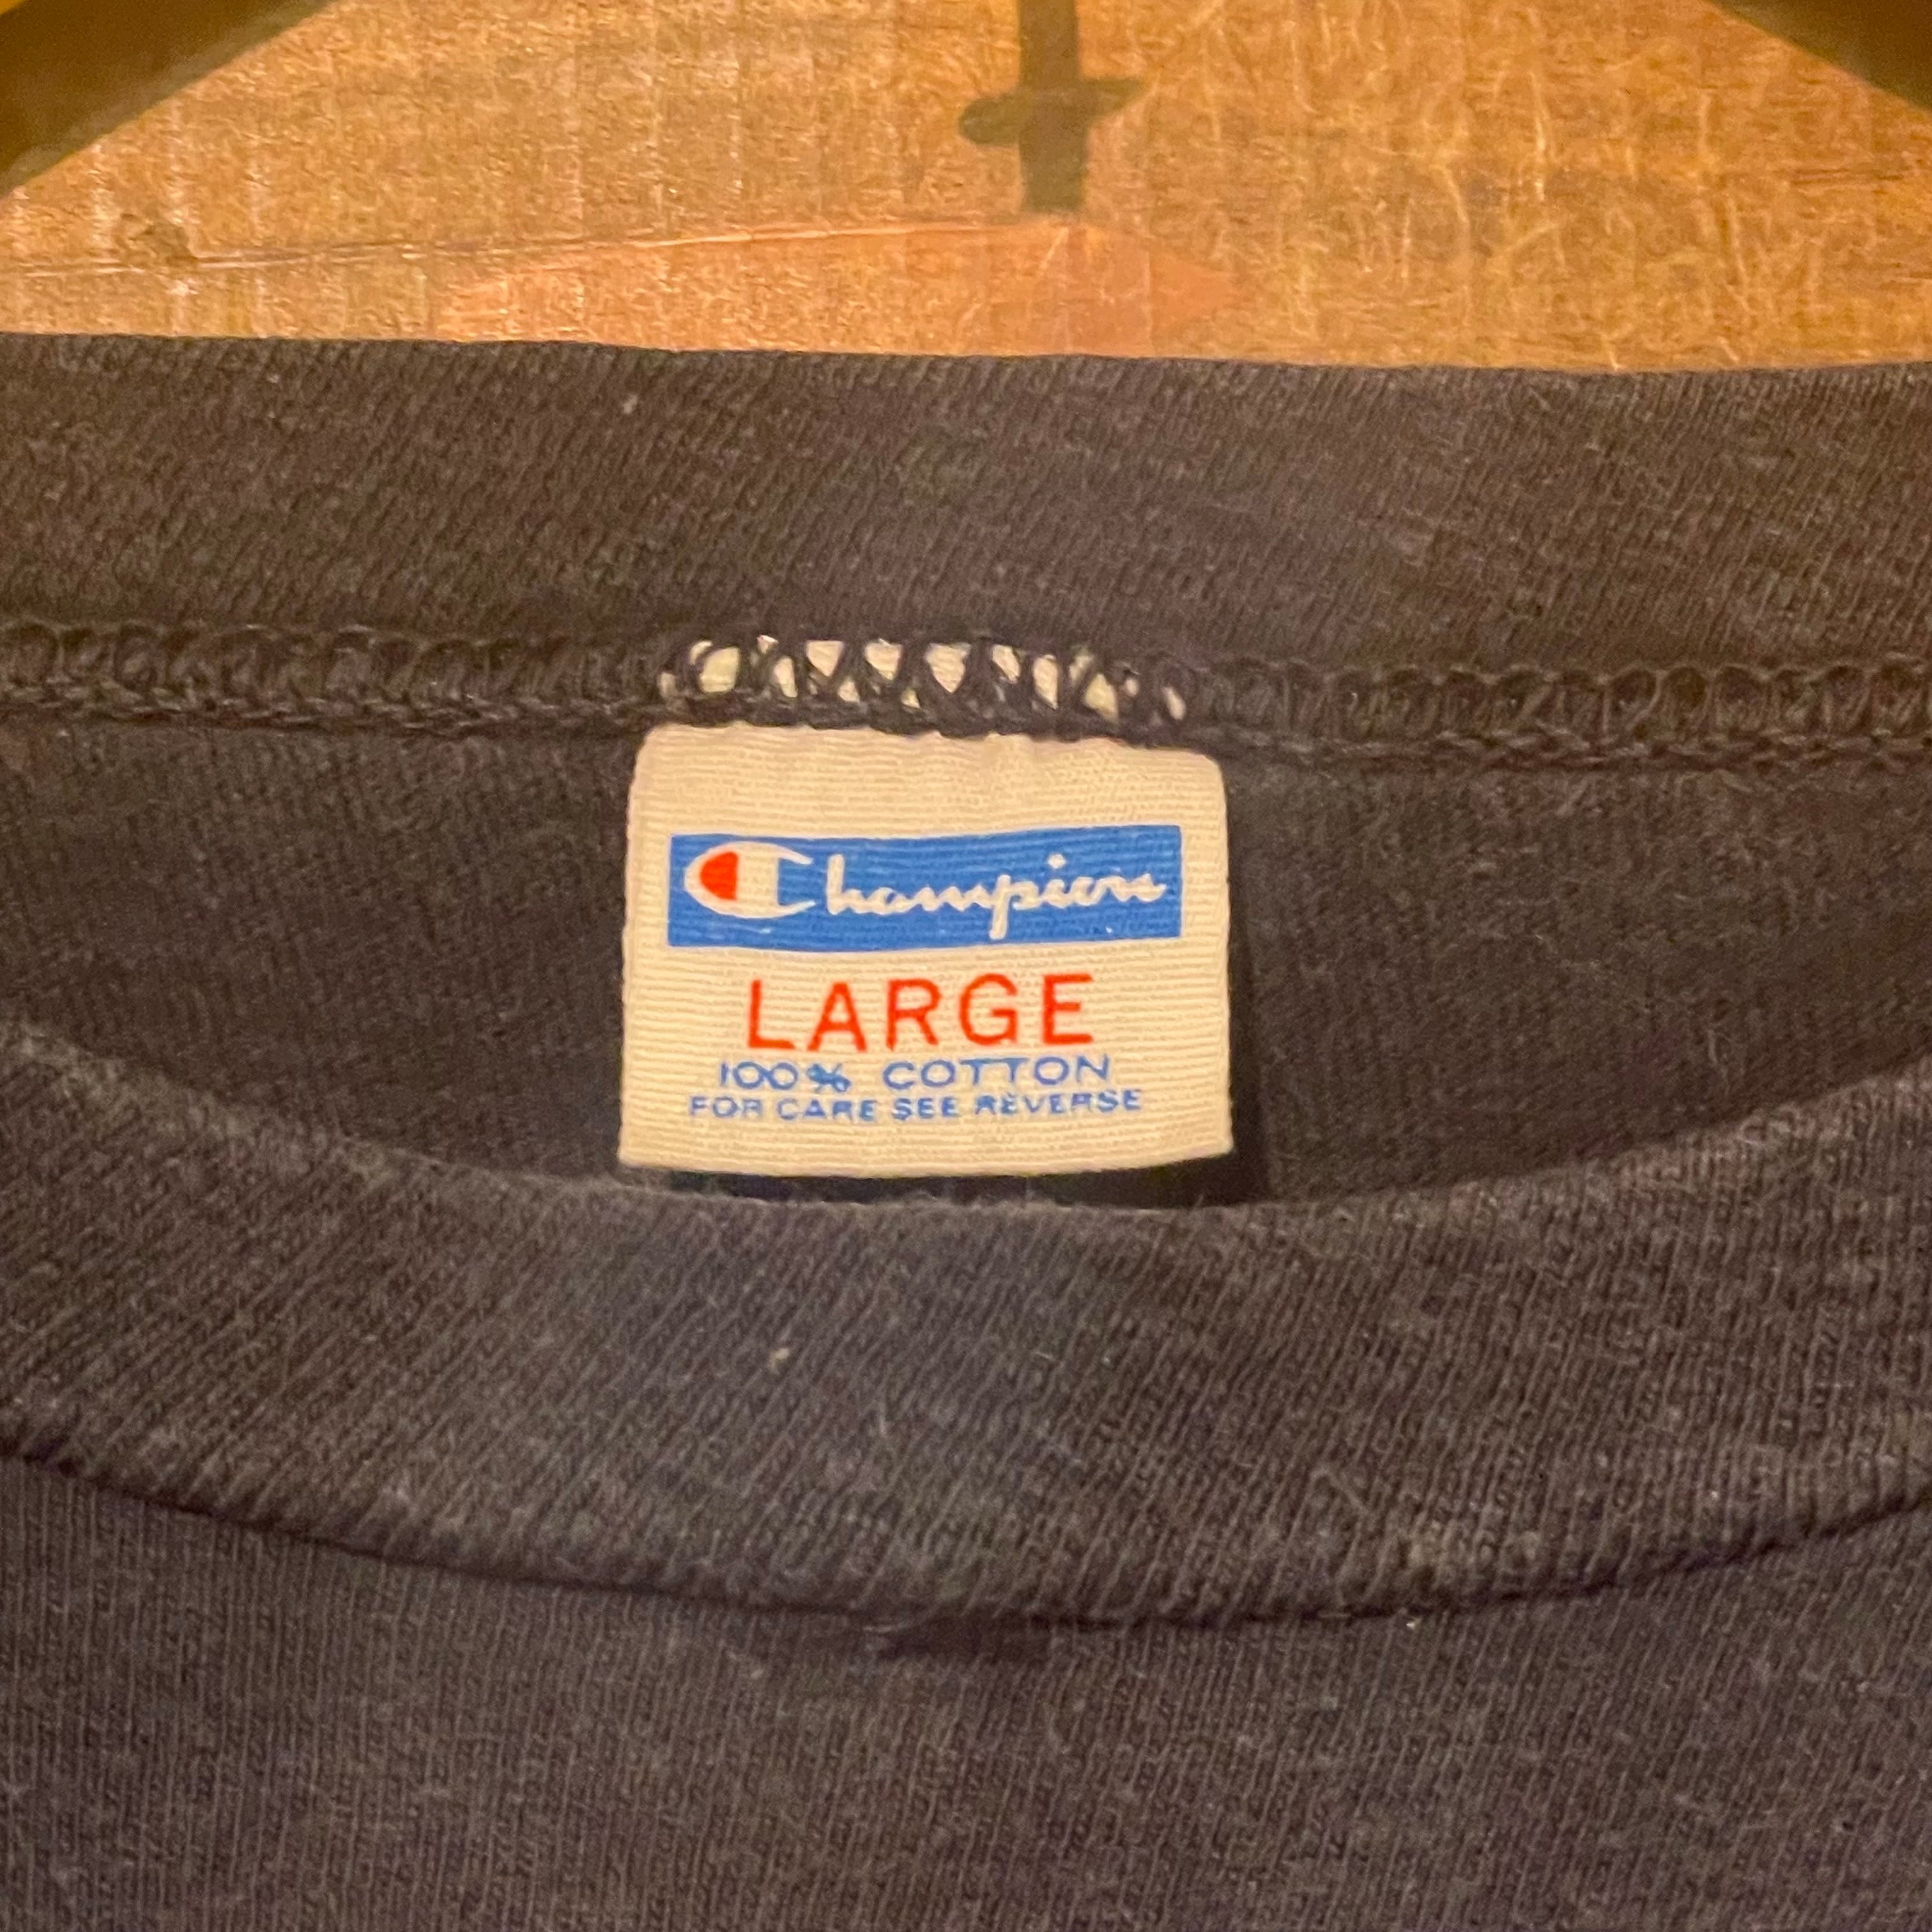 Champion
LARGE
100% COTTON
FOR CARE SEE REVERSE